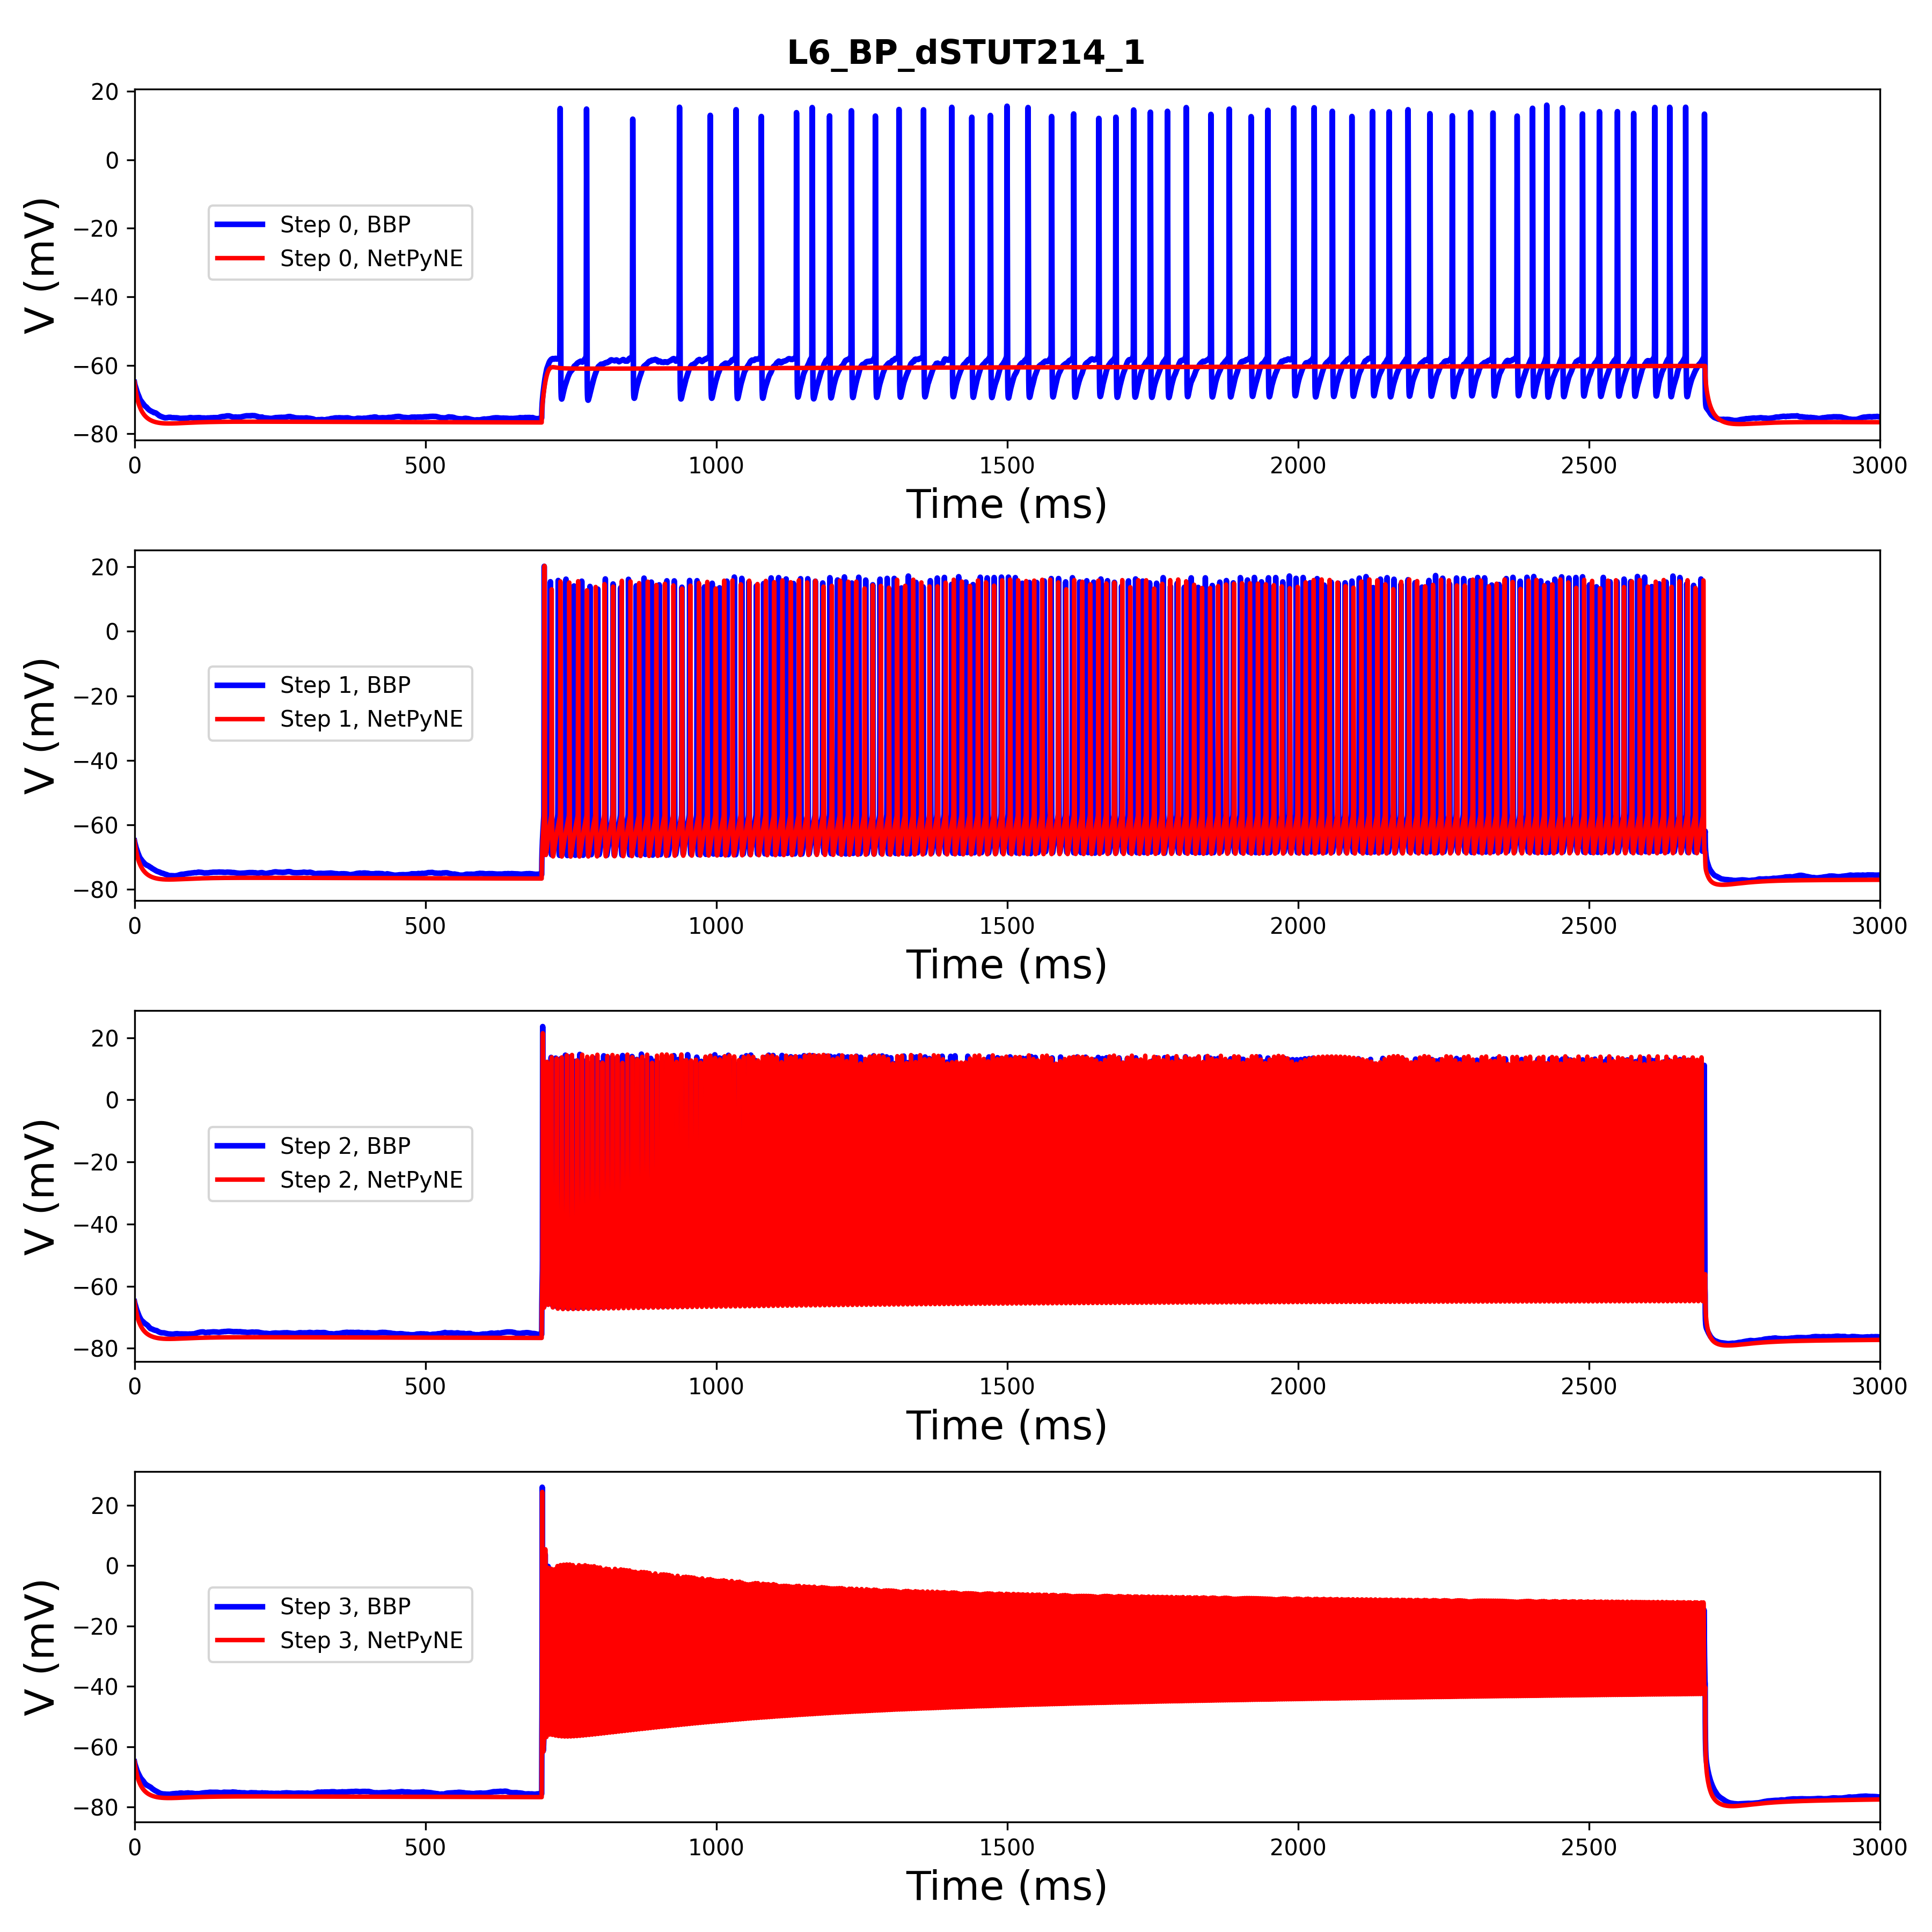 L6_BP_dSTUT214_1
20
0
−20
−40
−60
−80
V (mV)
Step 0, BBP
Step 0, NetPyNE
0 500 1000 1500 2000 2500 3000
Time (ms)
20
0
−20
−40
−60
−80
V (mV)
Step 1, BBP
Step 1, NetPyNE
0 500 1000 1500 2000 2500 3000
Time (ms)
20
0
−20
−40
−60
−80
V (mV)
Step 2, BBP
Step 2, NetPyNE
0 500 1000 1500 2000 2500 3000
Time (ms)
20
0
−20
−40
−60
−80
V (mV)
Step 3, BBP
Step 3, NetPyNE
0 500 1000 1500 2000 2500 3000
Time (ms)